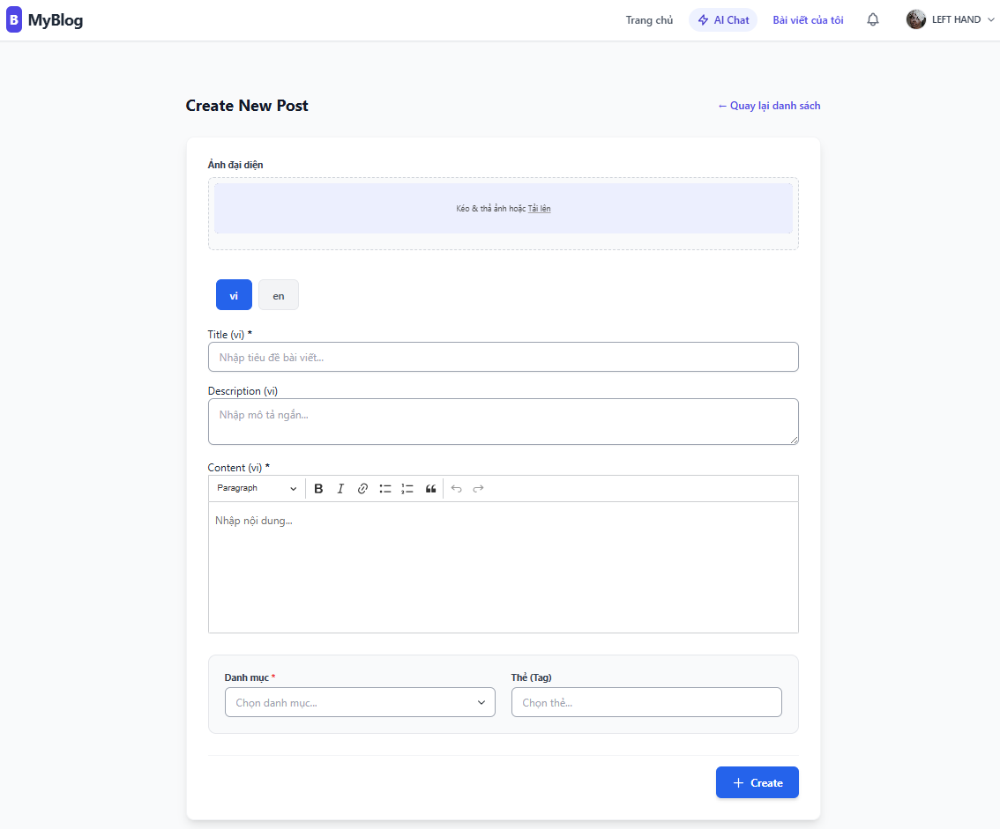 B MyBlog
Trang chủ AI Chat Bài viết của tôi LEFT HAND
Create New Post ← Quay lại danh sách
Ảnh đại diện
Kéo & thả ảnh hoặc Tải lên
vi en
Title (vi) *
Nhập tiêu đề bài viết...
Description (vi)
Nhập mô tả ngắn...
Content (vi) *
Paragraph
Nhập nội dung...
Danh mục * Thẻ (Tag)
Chọn danh mục... Chọn thẻ...
Create